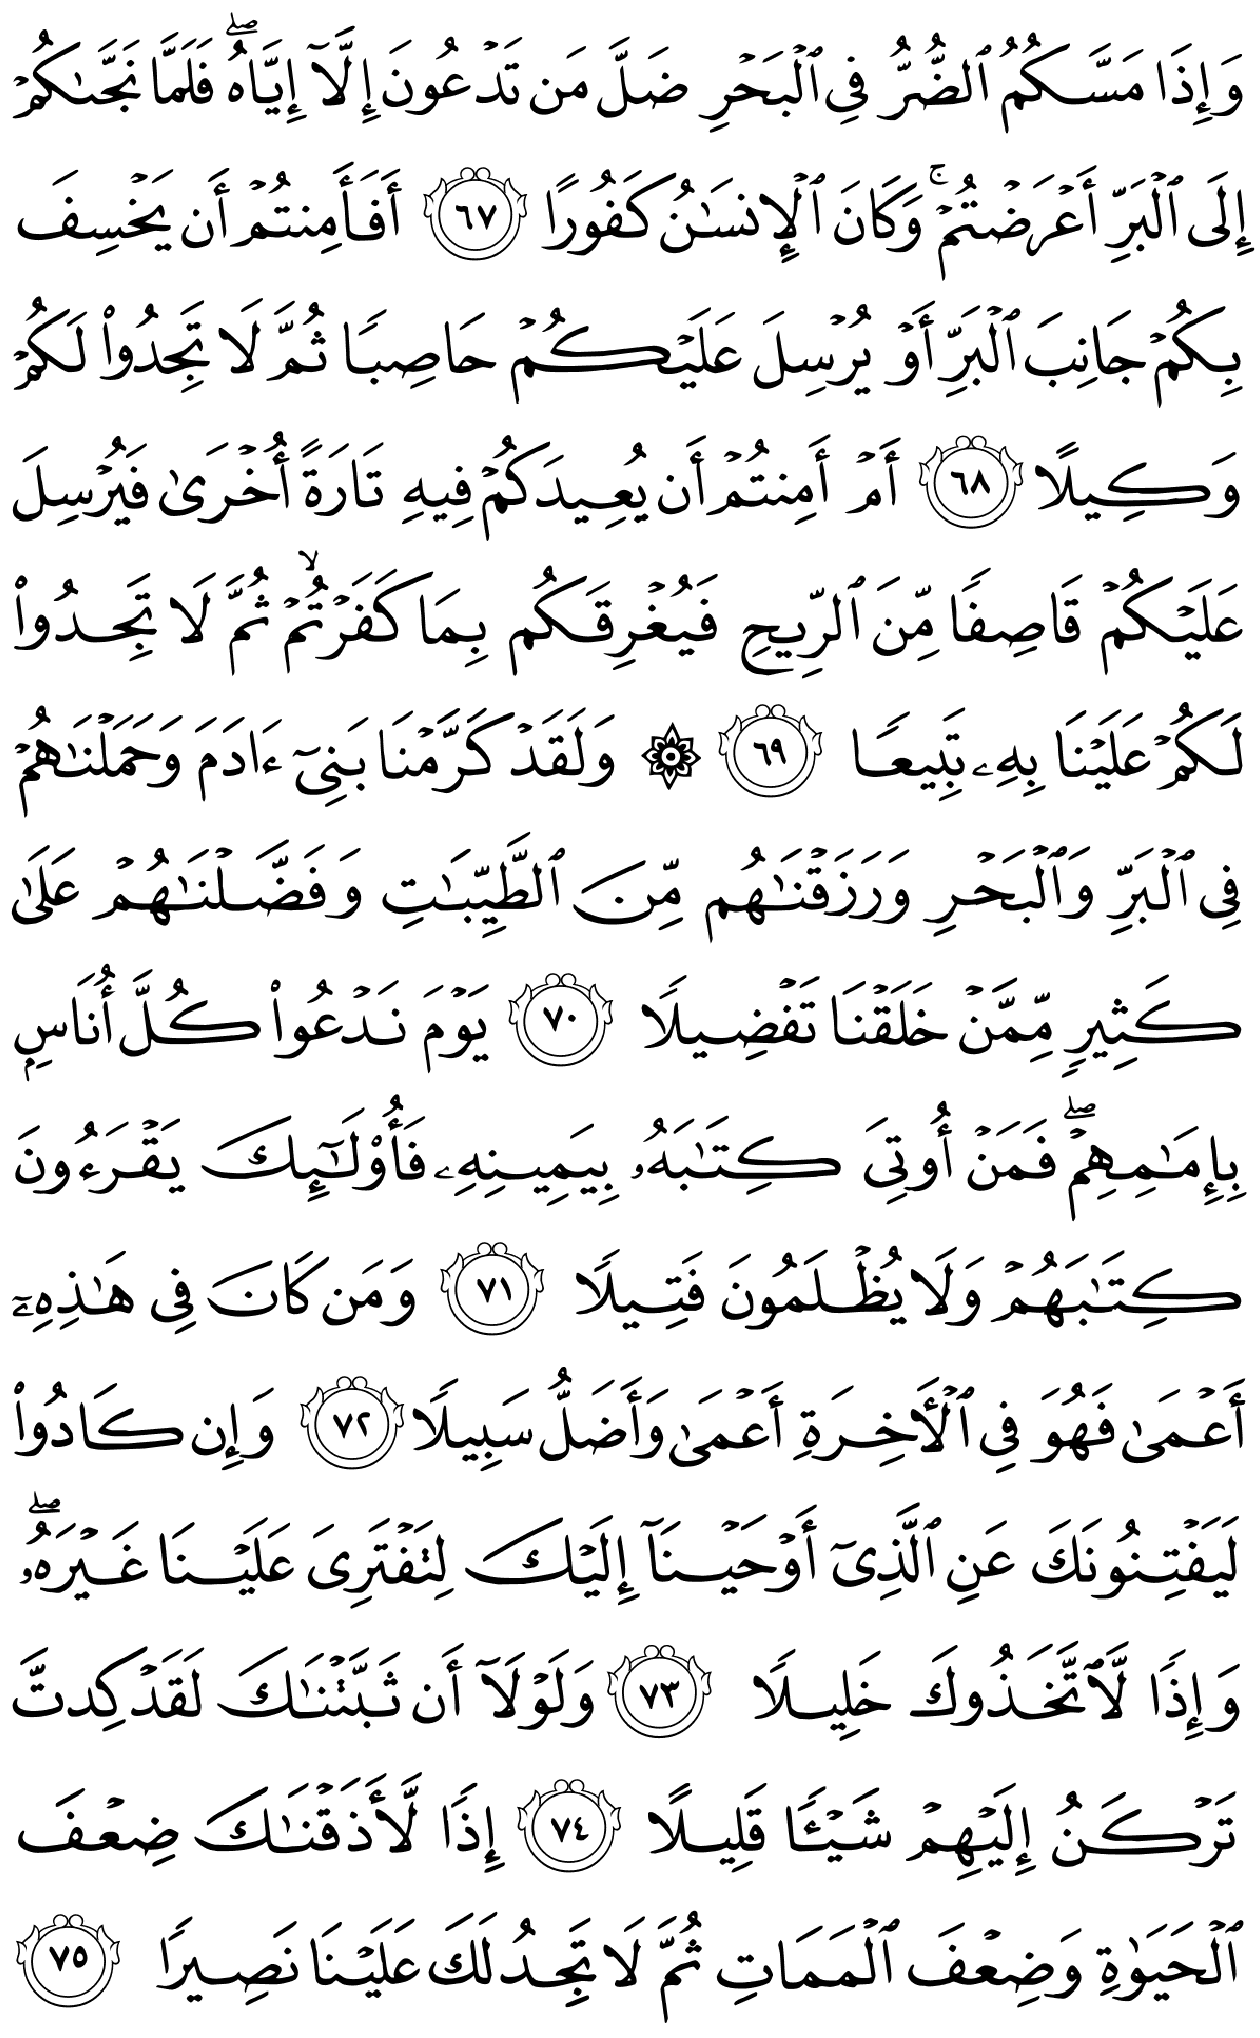 وَإِذَا مَسَّكُمُ ٱلضُّرُّ فِي ٱلۡبَحۡرِ ضَلَّ مَن تَدۡعُونَ إِلَّآ إِيَّاهُۖ فَلَمَّا نَجَّىٰكُمۡ
إِلَى ٱلۡبَرِّ أَعۡرَضۡتُمۡۚ وَكَانَ ٱلۡإِنسَٰنُ كَفُورًا ٦٧ أَفَأَمِنتُمۡ أَن يَخۡسِفَ
بِكُمۡ جَانِبَ ٱلۡبَرِّ أَوۡ يُرۡسِلَ عَلَيۡكُمۡ حَاصِبٗا ثُمَّ لَا تَجِدُواْ لَكُمۡ
وَكِيلًا ٦٨ أَمۡ أَمِنتُمۡ أَن يُعِيدَكُمۡ فِيهِ تَارَةً أُخۡرَىٰ فَيُرۡسِلَ
عَلَيۡكُمۡ قَاصِفٗا مِّنَ ٱلرِّيحِ فَيُغۡرِقَكُم بِمَا كَفَرۡتُمۡۙ ثُمَّ لَا تَجِدُواْ
لَكُمۡ عَلَيۡنَا بِهِۦ تَبِيعٗا ٦٩ ۞ وَلَقَدۡ كَرَّمۡنَا بَنِيٓ ءَادَمَ وَحَمَلۡنَٰهُمۡ
فِي ٱلۡبَرِّ وَٱلۡبَحۡرِ وَرَزَقۡنَٰهُم مِّنَ ٱلطَّيِّبَٰتِ وَفَضَّلۡنَٰهُمۡ عَلَىٰ
كَثِيرٖ مِّمَّنۡ خَلَقۡنَا تَفۡضِيلٗا ٧٠ يَوۡمَ نَدۡعُواْ كُلَّ أُنَاسِۭ
بِإِمَٰمِهِمۡۖ فَمَنۡ أُوتِيَ كِتَٰبَهُۥ بِيَمِينِهِۦ فَأُوْلَٰٓئِكَ يَقۡرَءُونَ
كِتَٰبَهُمۡ وَلَا يُظۡلَمُونَ فَتِيلٗا ٧١ وَمَن كَانَ فِي هَٰذِهِۦٓ
أَعۡمَىٰ فَهُوَ فِي ٱلۡأٓخِرَةِ أَعۡمَىٰ وَأَضَلُّ سَبِيلٗا ٧٢ وَإِن كَادُواْ
لَيَفۡتِنُونَكَ عَنِ ٱلَّذِيٓ أَوۡحَيۡنَآ إِلَيۡكَ لِتَفۡتَرِيَ عَلَيۡنَا غَيۡرَهُۥۖ
وَإِذٗا لَّٱتَّخَذُوكَ خَلِيلٗا ٧٣ وَلَوۡلَآ أَن ثَبَّتۡنَٰكَ لَقَدۡ كِدتَّ
تَرۡكَنُ إِلَيۡهِمۡ شَيۡـٔٗا قَلِيلًا ٧٤ إِذٗا لَّأَذَقۡنَٰكَ ضِعۡفَ
ٱلۡحَيَوٰةِ وَضِعۡفَ ٱلۡمَمَاتِ ثُمَّ لَا تَجِدُ لَكَ عَلَيۡنَا نَصِيرٗا ٧٥